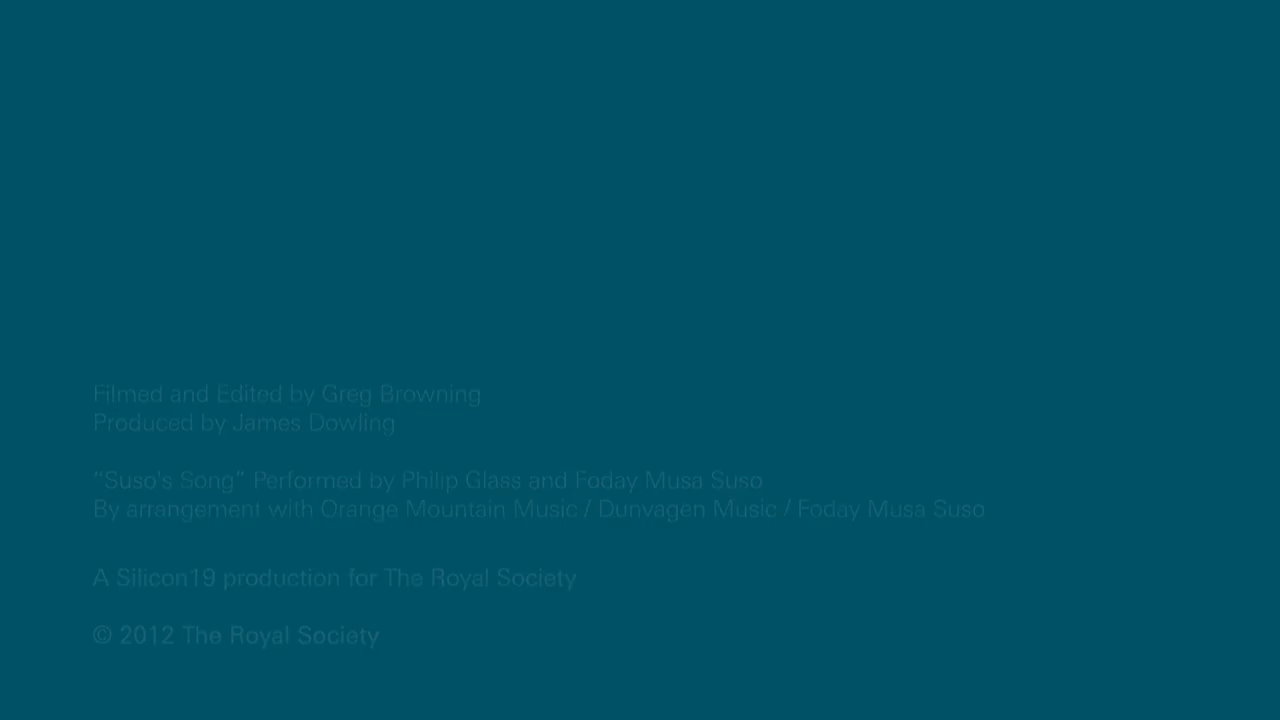 Filmed and Edited by Greg Browning
Produced by James Dowling
“Suso's Song” Performed by Philip Glass and Foday Musa Suso
By arrangement with Orange Mountain Music / Dunvagen Music / Foday Musa Suso
A Silicon19 production for The Royal Society
© 2012 The Royal Society